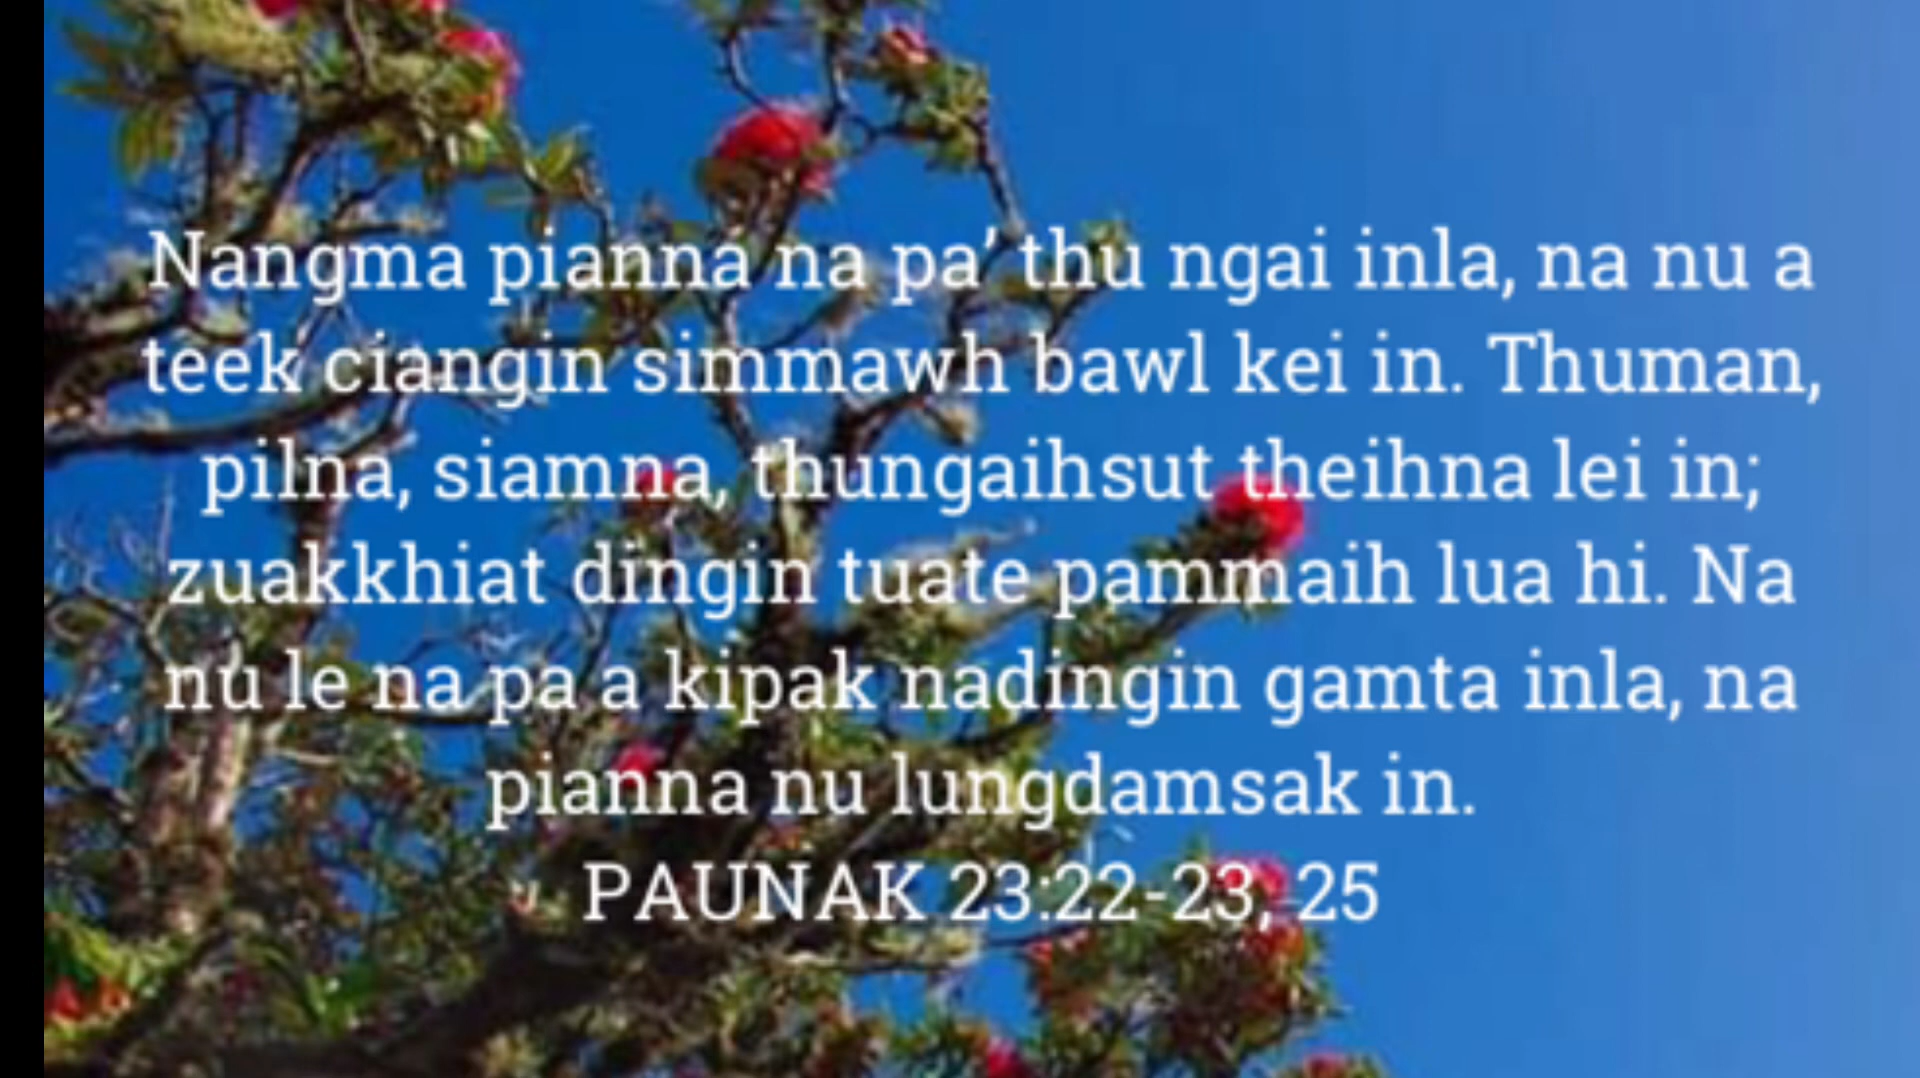 Nangma pianna na pa’ thu ngai inla, na nu a
teek ciangin simmawh bawl kei in. Thuman,
pilna, siamna, thungaihsut theihna lei in;
zuakkhiat dingin tuate pammaih lua hi. Na
nu le na pa a kipak nadingin gamta inla, na
pianna nu lungdamsak in.
PAUNAK 23:22-23, 25